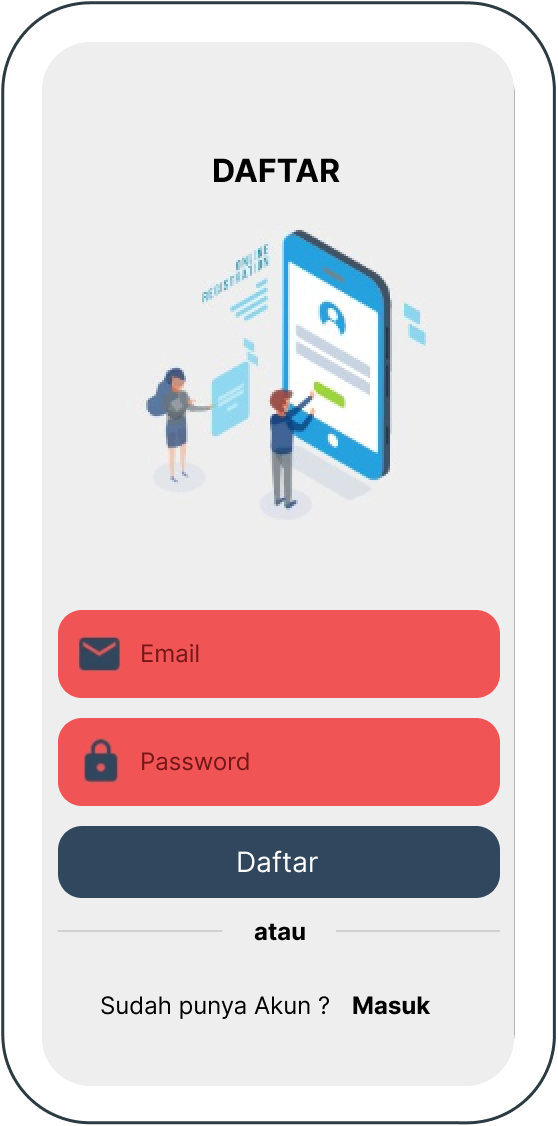 DAFTAR
ONLINE
REGISTRATION
Email
Password
Daftar
atau
Sudah punya Akun ? Masuk